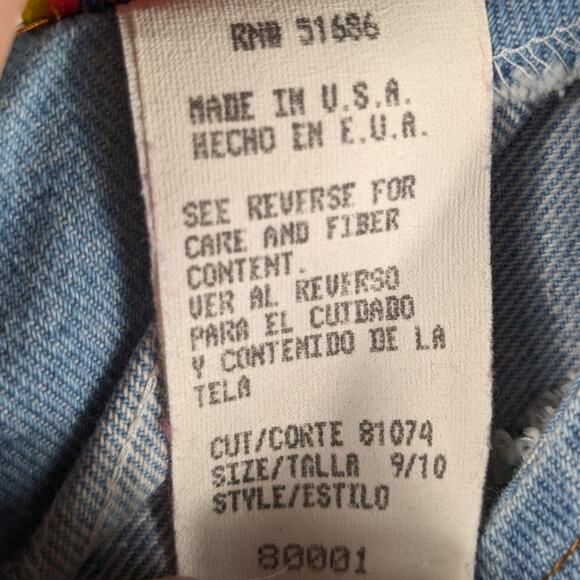 RN# 51686
MADE IN U.S.A.
HECHO EN E.U.A.
SEE REVERSE FOR
CARE AND FIBER
CONTENT.
VER AL REVERSO
PARA EL CUIDADO
Y CONTENIDO DE LA
TELA
CUT/CORTE 81074
SIZE/TALLA 9/10
STYLE/ESTILO
80001